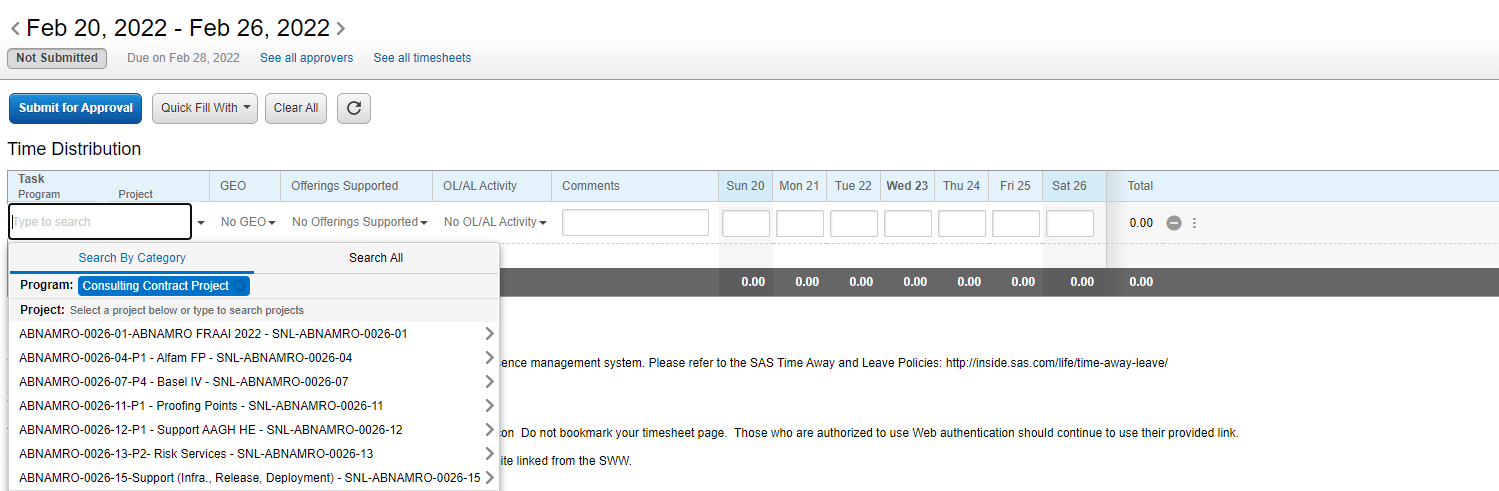 Feb 20, 2022 - Feb 26, 2022
Not Submitted Due on Feb 28, 2022 See all approvers See all timesheets
Submit for Approval Quick Fill With Clear All
Time Distribution
Task
Program Project GEO Offerings Supported OL/AL Activity Comments Sun 20 Mon 21 Tue 22 Wed 23 Thu 24 Fri 25 Sat 26 Total
Type to search No GEO No Offerings Supported No OL/AL Activity 0.00
Search By Category Search All
Program: Consulting Contract Project 0.00 0.00 0.00 0.00 0.00 0.00 0.00 0.00
Project: Select a project below or type to search projects
ABNAMRO-0026-01-ABNAMRO FRAAI 2022 - SNL-ABNAMRO-0026-01
ABNAMRO-0026-04-P1 - Alfam FP - SNL-ABNAMRO-0026-04
ence management system. Please refer to the SAS Time Away and Leave Policies: http://inside.sas.com/life/time-away-leave/
ABNAMRO-0026-07-P4 - Basel IV - SNL-ABNAMRO-0026-07
ABNAMRO-0026-11-P1 - Proofing Points - SNL-ABNAMRO-0026-11
ABNAMRO-0026-12-P1 - Support AAGH HE - SNL-ABNAMRO-0026-12
on Do not bookmark your timesheet page. Those who are authorized to use Web authentication should continue to use their provided link.
ABNAMRO-0026-13-P2- Risk Services - SNL-ABNAMRO-0026-13
ite linked from the SWW.
ABNAMRO-0026-15-Support (Infra., Release, Deployment) - SNL-ABNAMRO-0026-15